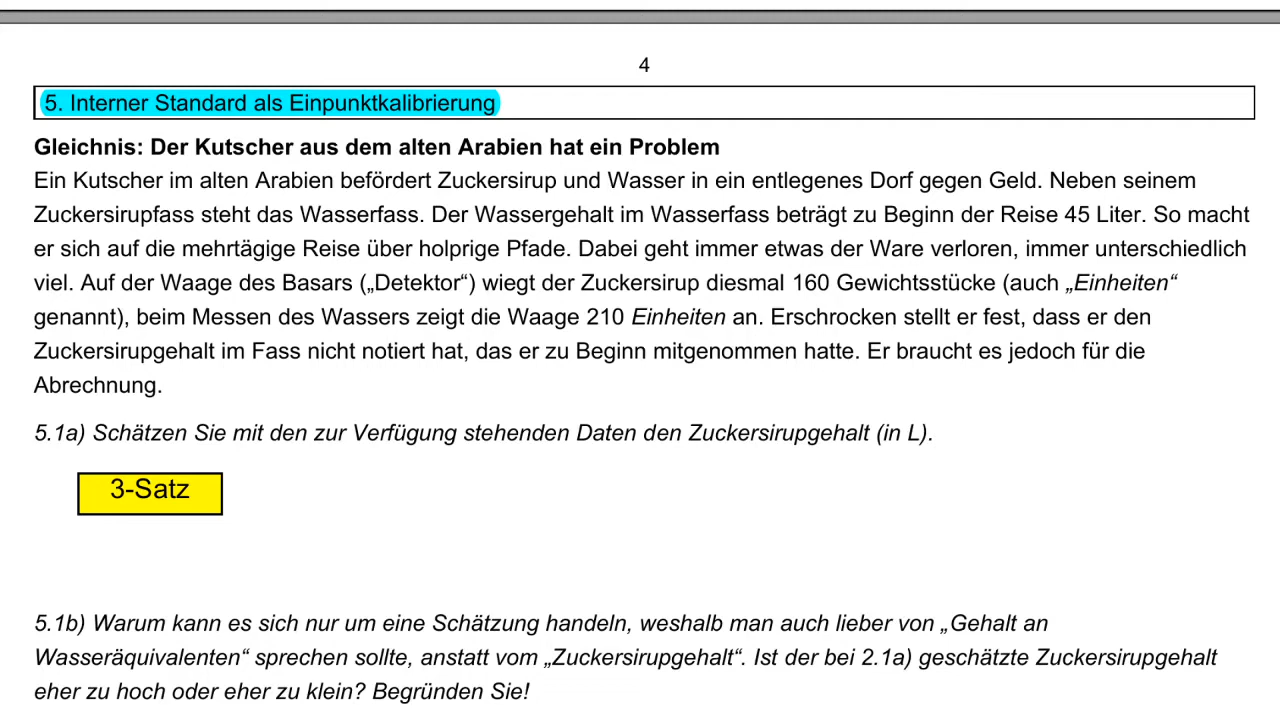 4
5. Interner Standard als Einpunktkalibrierung
Gleichnis: Der Kutscher aus dem alten Arabien hat ein Problem
Ein Kutscher im alten Arabien befördert Zuckersirup und Wasser in ein entlegenes Dorf gegen Geld. Neben seinem
Zuckersirupfass steht das Wasserfass. Der Wassergehalt im Wasserfass beträgt zu Beginn der Reise 45 Liter. So macht
er sich auf die mehrtägige Reise über holprige Pfade. Dabei geht immer etwas der Ware verloren, immer unterschiedlich
viel. Auf der Waage des Basars („Detektor“) wiegt der Zuckersirup diesmal 160 Gewichtsstücke (auch „Einheiten“
genannt), beim Messen des Wassers zeigt die Waage 210 Einheiten an. Erschrocken stellt er fest, dass er den
Zuckersirupgehalt im Fass nicht notiert hat, das er zu Beginn mitgenommen hatte. Er braucht es jedoch für die
Abrechnung.
5.1a) Schätzen Sie mit den zur Verfügung stehenden Daten den Zuckersirupgehalt (in L).
3-Satz
5.1b) Warum kann es sich nur um eine Schätzung handeln, weshalb man auch lieber von „Gehalt an
Wasseräquivalenten“ sprechen sollte, anstatt vom „Zuckersirupgehalt“. Ist der bei 2.1a) geschätzte Zuckersirupgehalt
eher zu hoch oder eher zu klein? Begründen Sie!